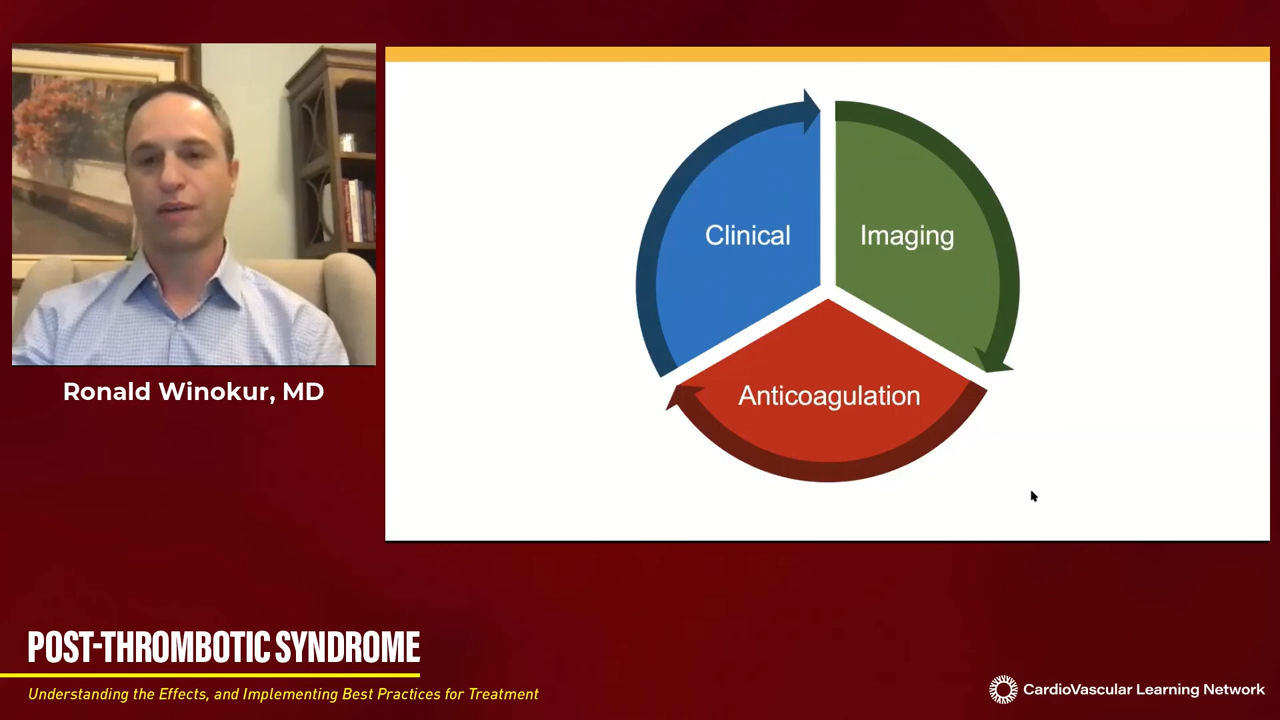 Clinical
Imaging
Anticoagulation
Ronald Winokur, MD
POST-THROMBOTIC SYNDROME
Understanding the Effects, and Implementing Best Practices for Treatment
CardioVascular Learning Network